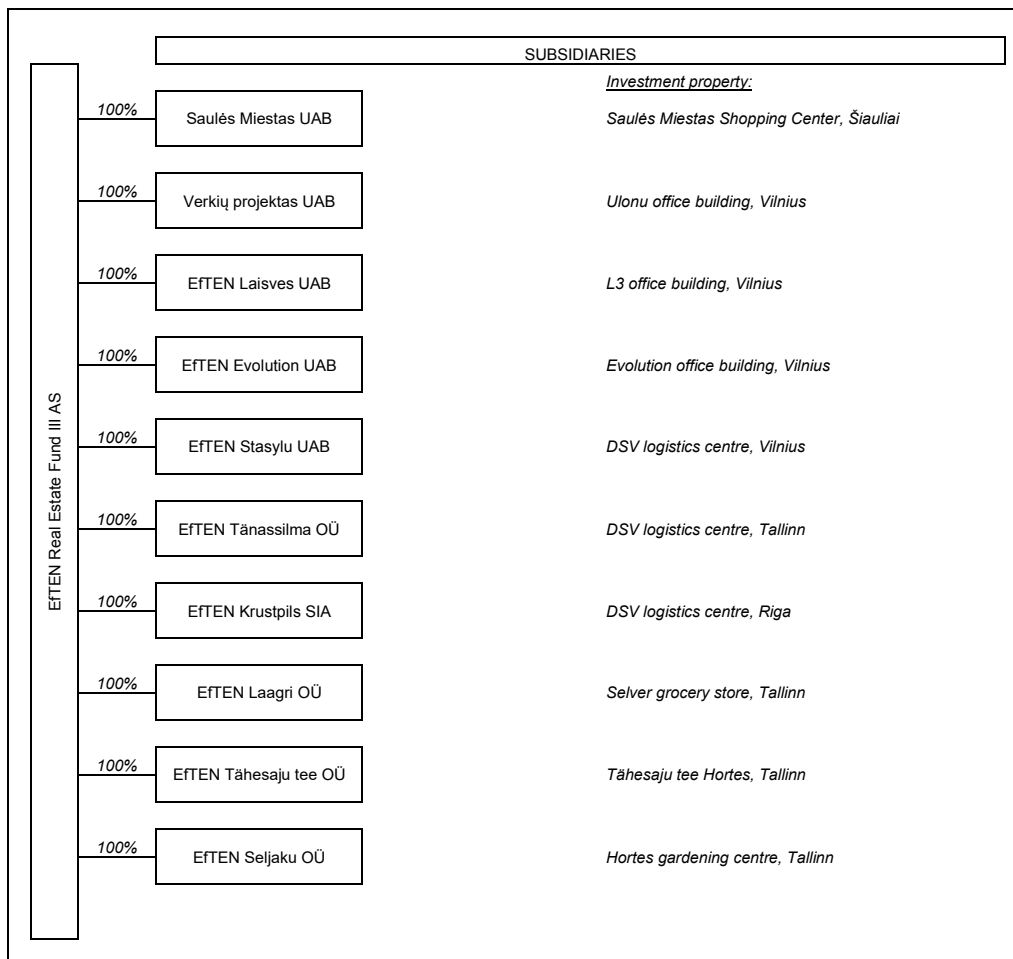 SUBSIDIARIES
Investment property:
EfTEN Real Estate Fund III AS
100%
Saulės Miestas UAB
Saulės Miestas Shopping Center, Šiauliai
100%
Verkių projektas UAB
Ulonu office building, Vilnius
100%
EfTEN Laisves UAB
L3 office building, Vilnius
100%
EfTEN Evolution UAB
Evolution office building, Vilnius
100%
EfTEN Stasylu UAB
DSV logistics centre, Vilnius
100%
EfTEN Tänassilma OÜ
DSV logistics centre, Tallinn
100%
EfTEN Krustpils SIA
DSV logistics centre, Riga
100%
EfTEN Laagri OÜ
Selver grocery store, Tallinn
100%
EfTEN Tähesaju tee OÜ
Tähesaju tee Hortes, Tallinn
100%
EfTEN Seljaku OÜ
Hortes gardening centre, Tallinn